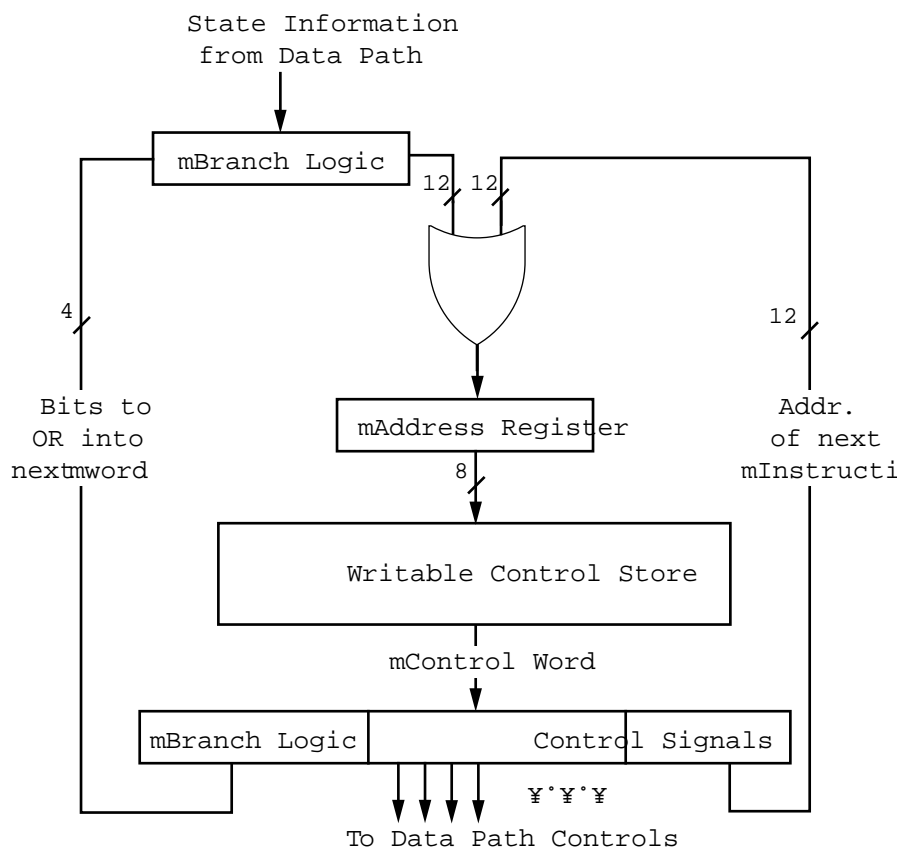 State Information
from Data Path
mBranch Logic
12
12
4
12
Bits to
OR into
nextmword
Addr.
of next
mInstructi
mAddress Register
8
Writable Control Store
mControl Word
mBranch Logic
Control Signals
¥˚¥˚¥
To Data Path Controls